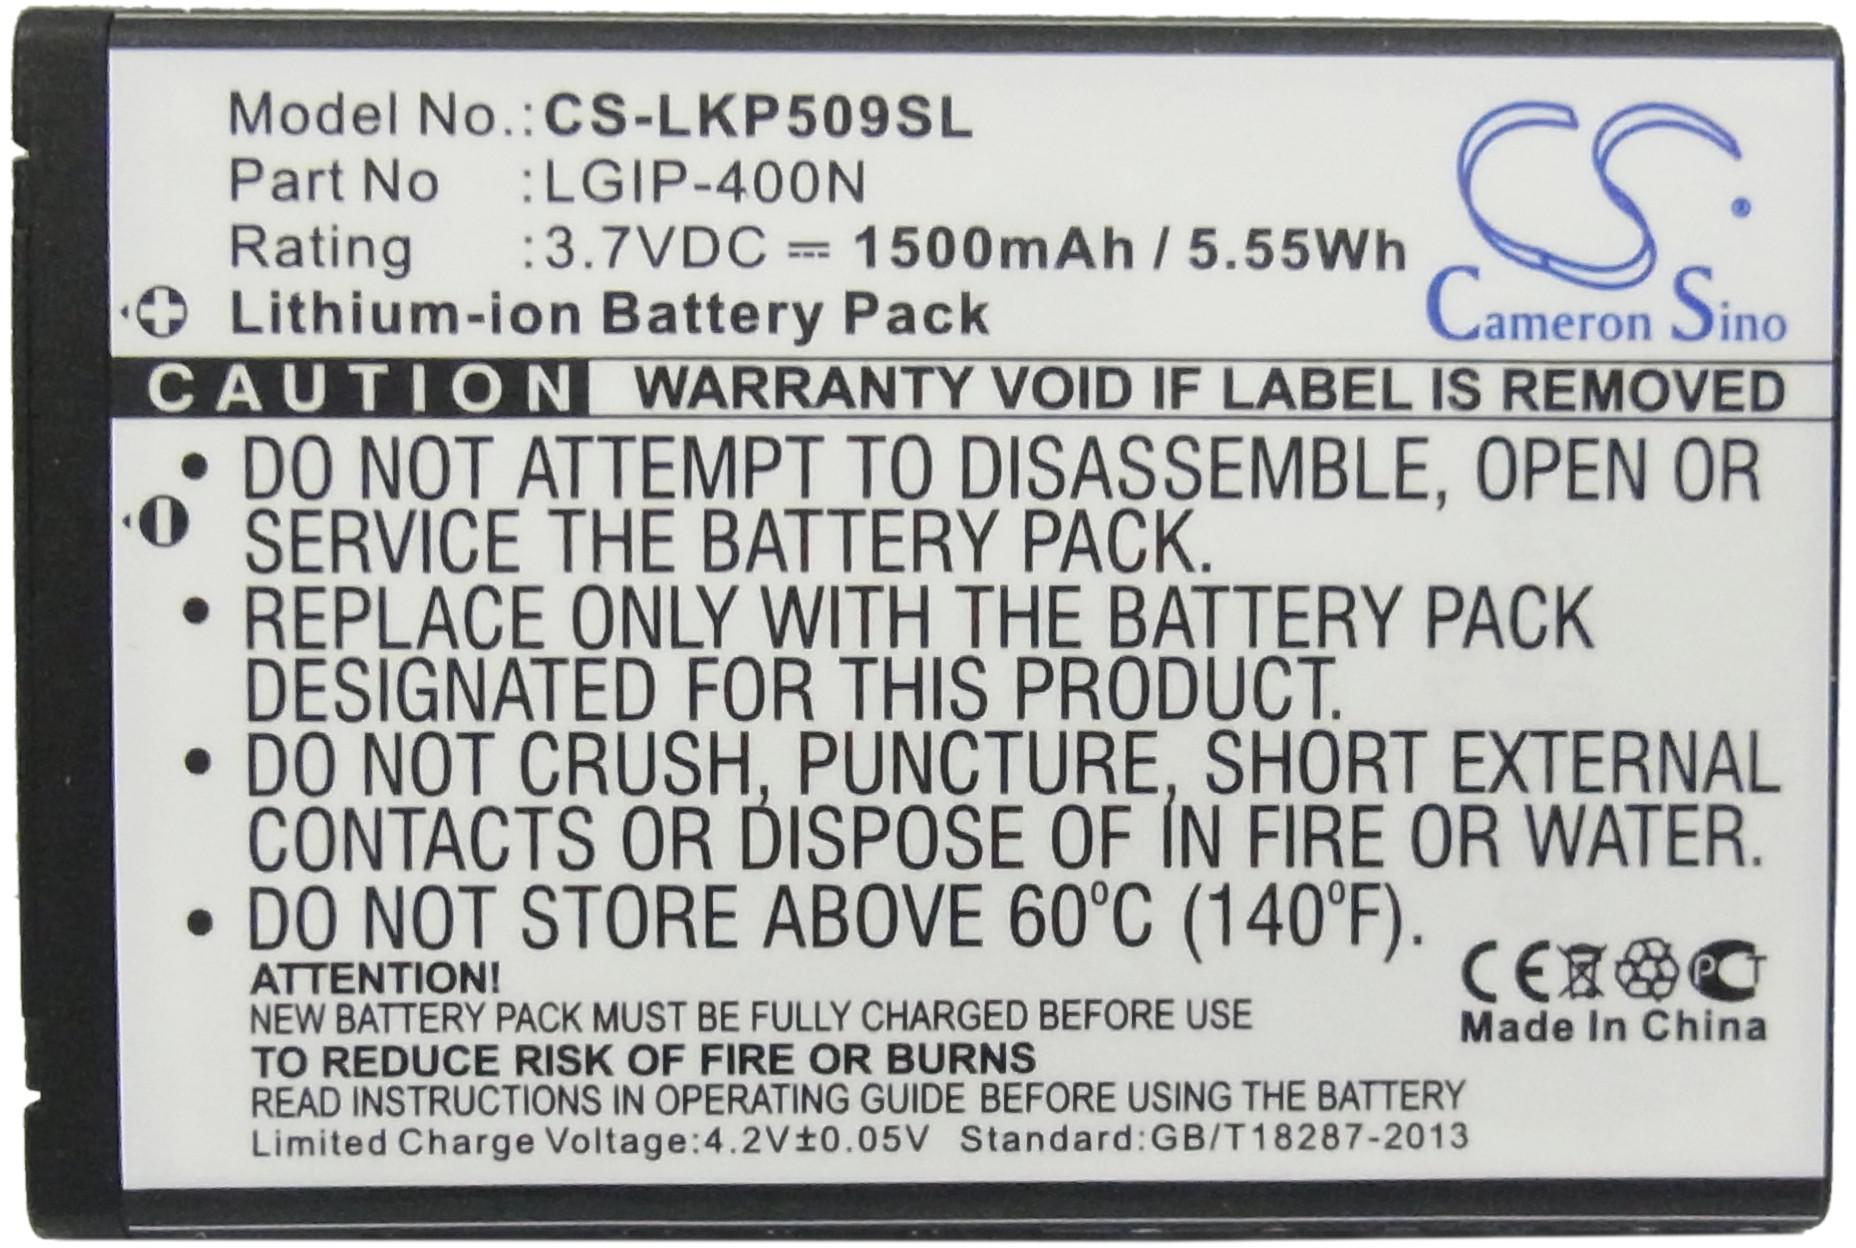 Model No.:CS-LKP509SL
Part No :LGIP-400N
Rating :3.7VDC ⎓ 1500mAh / 5.55Wh
Lithium-ion Battery Pack
CS®
Cameron Sino
CAUTION WARRANTY VOID IF LABEL IS REMOVED
• DO NOT ATTEMPT TO DISASSEMBLE, OPEN OR
SERVICE THE BATTERY PACK.
• REPLACE ONLY WITH THE BATTERY PACK
DESIGNATED FOR THIS PRODUCT.
• DO NOT CRUSH, PUNCTURE, SHORT EXTERNAL
CONTACTS OR DISPOSE OF IN FIRE OR WATER.
• DO NOT STORE ABOVE 60ºC (140ºF).
ATTENTION!
NEW BATTERY PACK MUST BE FULLY CHARGED BEFORE USE
TO REDUCE RISK OF FIRE OR BURNS
READ INSTRUCTIONS IN OPERATING GUIDE BEFORE USING THE BATTERY
Limited Charge Voltage:4.2V±0.05V Standard:GB/T18287-2013
CE PCT
Made In China